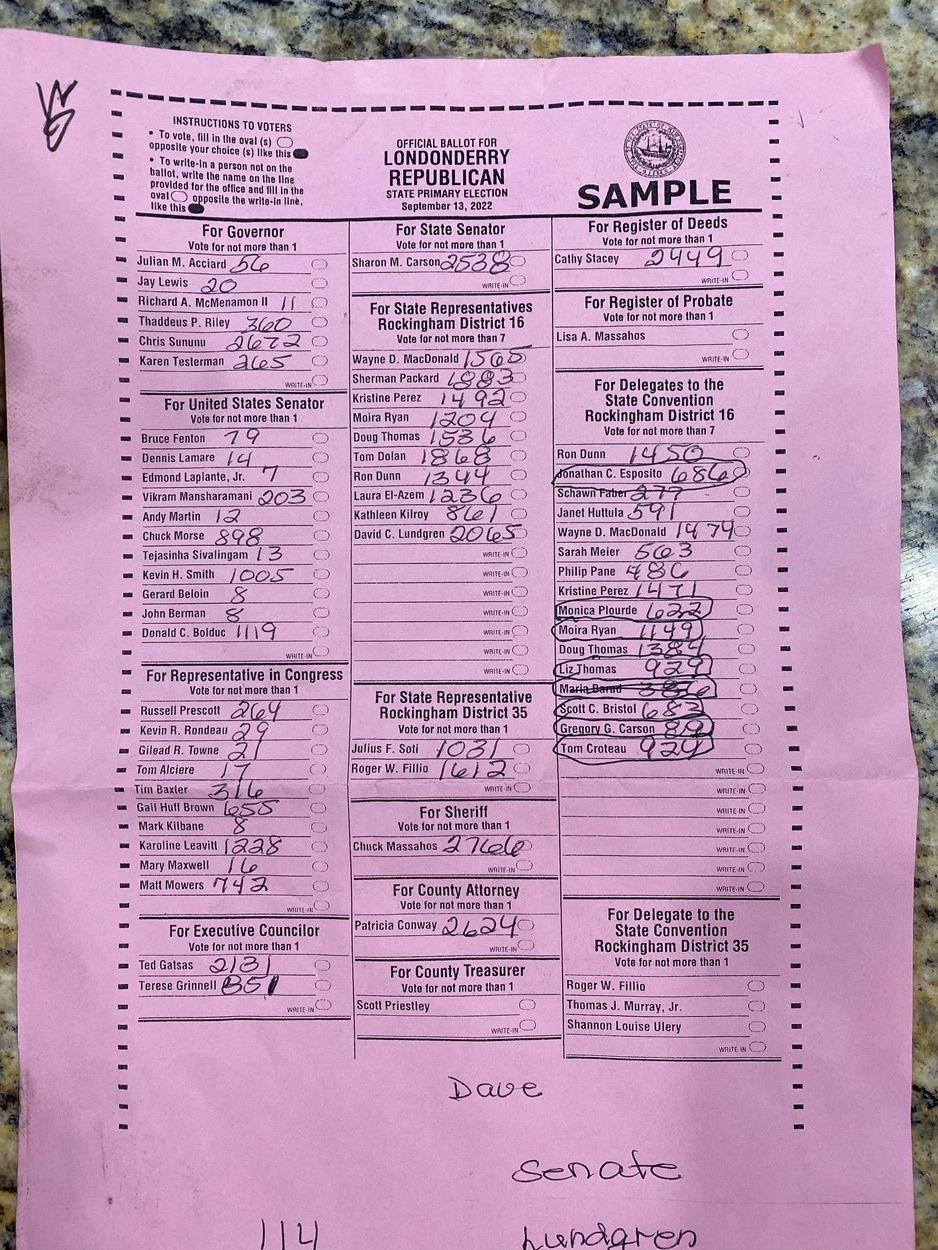 INSTRUCTIONS TO VOTERS
• To vote, fill in the oval (s)
opposite your choice (s) like this
• To write-in a person not on the
ballot, write the name on the line
provided for the office and fill in the
oval opposite the write-in line,
like this
OFFICIAL BALLOT FOR
LONDONDERRY
REPUBLICAN
STATE PRIMARY ELECTION
September 13, 2022
SAMPLE
For Governor
Vote for not more than 1
Julian M. Acciard 56
Jay Lewis 20
Richard A. McMenamon II 11
Thaddeus P. Riley 360
Chris Sununu 2672
Karen Testerman 265
WRITE-IN
For United States Senator
Vote for not more than 1
Bruce Fenton 79
Dennis Lamare 14
Edmond Laplante, Jr. 7
Vikram Mansharamani 203
Andy Martin 12
Chuck Morse 898
Tejasinha Sivalingam 13
Kevin H. Smith 1005
Gerard Beloin 8
John Berman 8
Donald C. Bolduc 1119
WRITE-IN
For Representative in Congress
Vote for not more than 1
Russell Prescott 264
Kevin R. Rondeau 29
Gilead R. Towne 21
Tom Alciere 17
Tim Baxter 316
Gail Huff Brown 655
Mark Kilbane 8
Karoline Leavitt 1228
Mary Maxwell 16
Matt Mowers 742
WRITE-IN
For Executive Councilor
Vote for not more than 1
Ted Gatsas 2131
Terese Grinnell
WRITE-IN
For State Senator
Vote for not more than 1
Sharon M. Carson 2538
WRITE-IN
For State Representatives
Rockingham District 16
Vote for not more than 7
Wayne D. MacDonald 1565
Sherman Packard 1883
Kristine Perez 1492
Moira Ryan 1204
Doug Thomas 1536
Tom Dolan 1868
Ron Dunn 1344
Laura El-Azem 1236
Kathleen Kilroy 861
David C. Lundgren 2065
WRITE-IN
WRITE-IN
WRITE-IN
WRITE-IN
WRITE-IN
WRITE-IN
WRITE-IN
For State Representative
Rockingham District 35
Vote for not more than 1
Julius F. Soti 1031
Roger W. Fillio 1612
WRITE-IN
For Sheriff
Vote for not more than 1
Chuck Massahos 2766
WRITE-IN
For County Attorney
Vote for not more than 1
Patricia Conway 2624
WRITE-IN
For County Treasurer
Vote for not more than 1
Scott Priestley
WRITE-IN
For Register of Deeds
Vote for not more than 1
Cathy Stacey 2449
WRITE-IN
For Register of Probate
Vote for not more than 1
Lisa A. Massahos
WRITE-IN
For Delegates to the
State Convention
Rockingham District 16
Vote for not more than 7
Ron Dunn 1450
Jonathan C. Esposito 686
Schawn Faber 277
Janet Huttula 591
Wayne D. MacDonald 1474
Sarah Meier 563
Philip Pane 486
Kristine Perez 1471
Monica Plourde 622
Moira Ryan 1149
Doug Thomas 1384
Liz Thomas 929
Maria Barud
Scott C. Bristol 682
Gregory G. Carson
Tom Croteau 924
WRITE-IN
WRITE-IN
WRITE-IN
WRITE-IN
WRITE-IN
WRITE-IN
WRITE-IN
For Delegate to the
State Convention
Rockingham District 35
Vote for not more than 1
Roger W. Fillio
Thomas J. Murray, Jr.
Shannon Louise Ulery
WRITE-IN
Dave
Senate
114 Lundgren